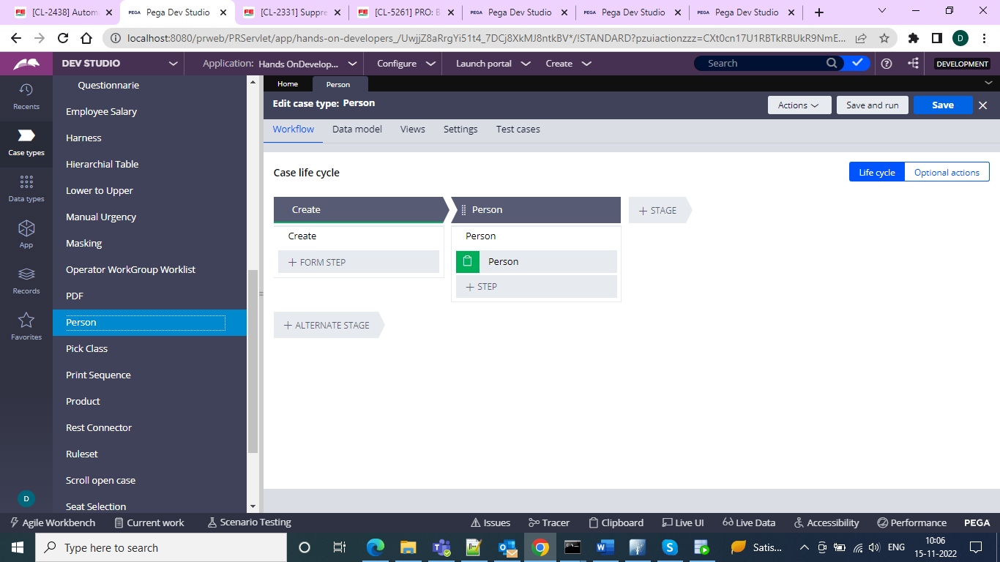 [CL-2438] Autom
PEGA Pega Dev Studio
[CL-2331] Suppre
[CL-5261] PRO: B
PEGA Pega Dev Studio
PEGA Pega Dev Studio
PEGA Pega Dev Studio
localhost:8080/prweb/PRServlet/app/hands-on-developers_/UwjjZ8aRrgYi51t4_7DCj8XkMJ8ntkBV*/!STANDARD?pzuiactionzzz=CXt0cn17U1RBTkRBUkR9NmE...
D
DEV STUDIO
Application: Hands OnDevelop...
Configure
Launch portal
Create
Search
DEVELOPMENT
Recents
Case types
Data types
App
Records
Favorites
D
Questionnarie
Employee Salary
Harness
Hierarchial Table
Lower to Upper
Manual Urgency
Masking
Operator WorkGroup Worklist
PDF
Person
Pick Class
Print Sequence
Product
Rest Connector
Ruleset
Scroll open case
Seat Selection
Home
Person
Edit case type: Person
Actions
Save and run
Save
Workflow
Data model
Views
Settings
Test cases
Case life cycle
Life cycle
Optional actions
Create
Person
+ STAGE
Create
+ FORM STEP
Person
Person
+ STEP
+ ALTERNATE STAGE
Agile Workbench
Current work
Scenario Testing
Issues
Tracer
Clipboard
Live UI
Live Data
Accessibility
Performance
PEGA
Type here to search
Satis...
ENG
10:06
15-11-2022